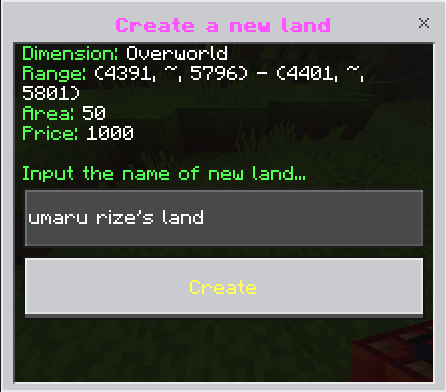 Create a new land
Dimension: Overworld
Range: (4391, ~, 5796) - (4401, ~,
5801)
Area: 50
Price: 1000
Input the name of new land...
umaru rize's land
Create